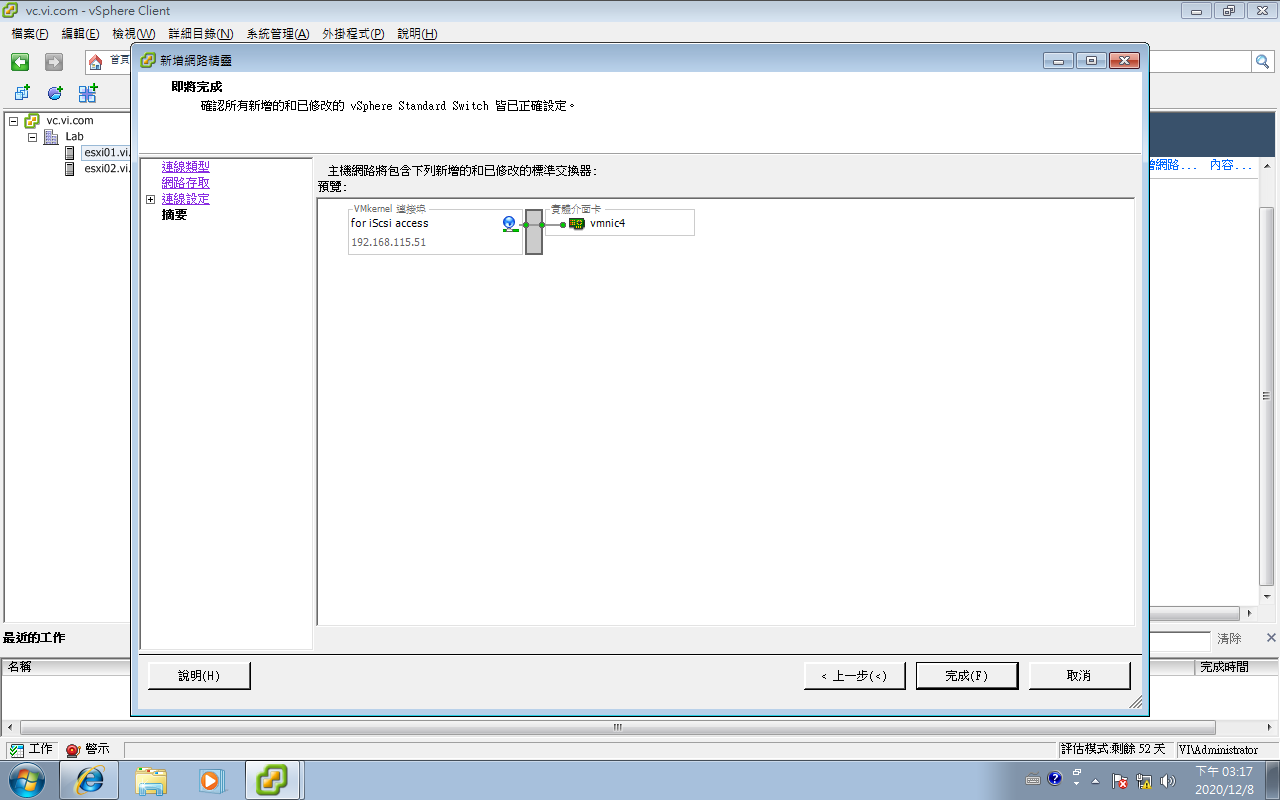 vc.vi.com - vSphere Client
檔案(F) 編輯(E) 檢視(W) 詳細目錄(N) 系統管理(A) 外掛程式(P) 說明(H)
首頁
新增網路精靈
即將完成
確認所有新增的和已修改的 vSphere Standard Switch 皆已正確設定。
vc.vi.com
Lab
esxi01.vi.
esxi02.vi.
連線類型
網路存取
連線設定
摘要
主機網路將包含下列新增的和已修改的標準交換器:
預覽:
VMkernel 連接埠
for iScsi access
192.168.115.51
實體介面卡
vmnic4
增網路... 內容...
說明(H)
< 上一步(<)
完成(F)
取消
最近的工作
清除
名稱
完成時間
工作
警示
評估模式:剩餘 52 天
VI\Administrator
下午 03:17
2020/12/8